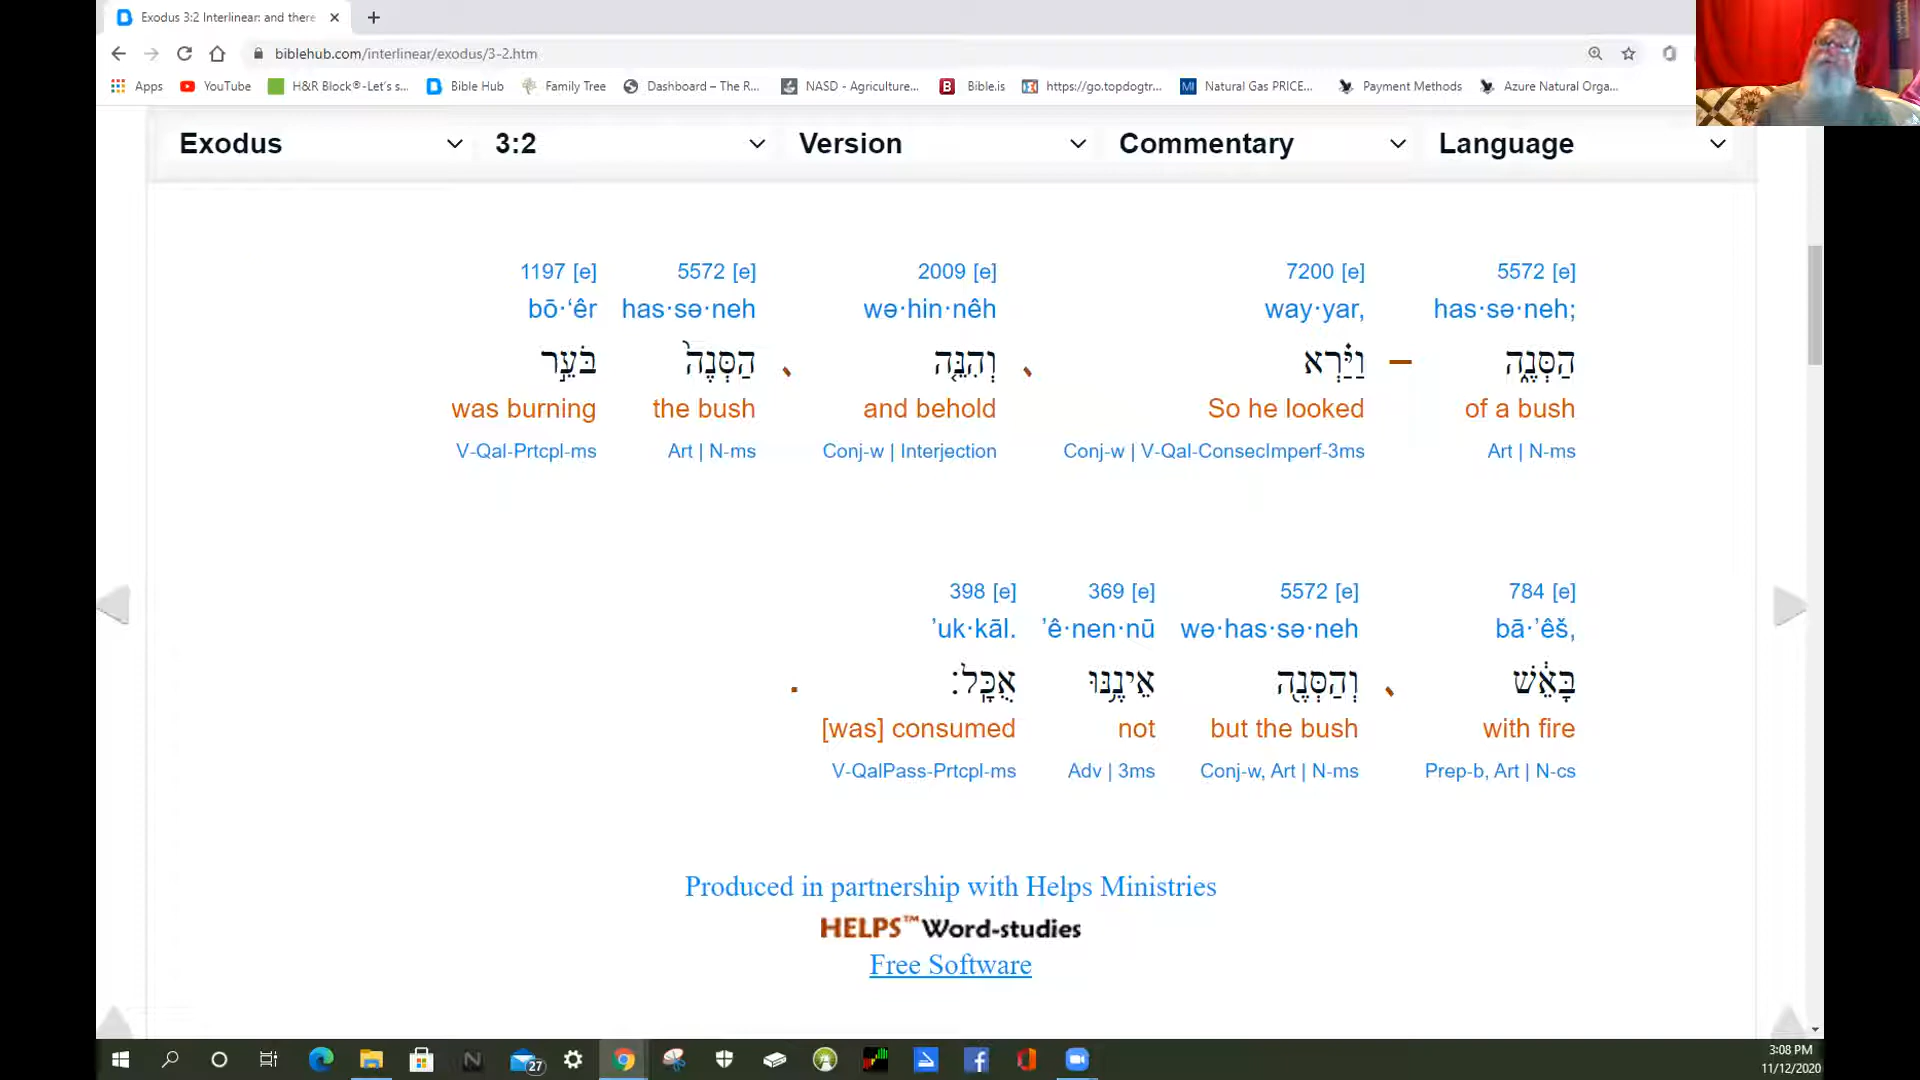 Exodus 3:2 Interlinear: and there
biblehub.com/interlinear/exodus/3-2.htm
Apps YouTube H&R Block®-Let's s... Bible Hub Family Tree Dashboard – The R... NASD - Agriculture... Bible.is https://go.topdogtr... Natural Gas PRICE... Payment Methods Azure Natural Orga...
Exodus 3:2 Version Commentary Language
1197 [e] 5572 [e] 2009 [e] 7200 [e] 5572 [e]
bō·‘êr has·sə·neh wə·hin·nêh way·yar, has·sə·neh;
הַסְּנֶ֑ה – וַיַּ֗רְא ، וְהִנֵּ֤ה ، הַסְּנֶה֙ בֹּעֵ֣ר
was burning the bush and behold So he looked of a bush
V-Qal-Prtcpl-ms Art | N-ms Conj-w | Interjection Conj-w | V-Qal-ConsecImperf-3ms Art | N-ms
398 [e] 369 [e] 5572 [e] 784 [e]
’uk·kāl. ’ê·nen·nū wə·has·sə·neh bā·’êš,
בָּאֵ֔שׁ ، וְהַסְּנֶ֖ה אֵינֶ֥נּוּ אֻכָּֽל׃ .
[was] consumed not but the bush with fire
V-QalPass-Prtcpl-ms Adv | 3ms Conj-w, Art | N-ms Prep-b, Art | N-cs
Produced in partnership with Helps Ministries
HELPS™ Word-studies
Free Software
27
3:08 PM
11/12/2020